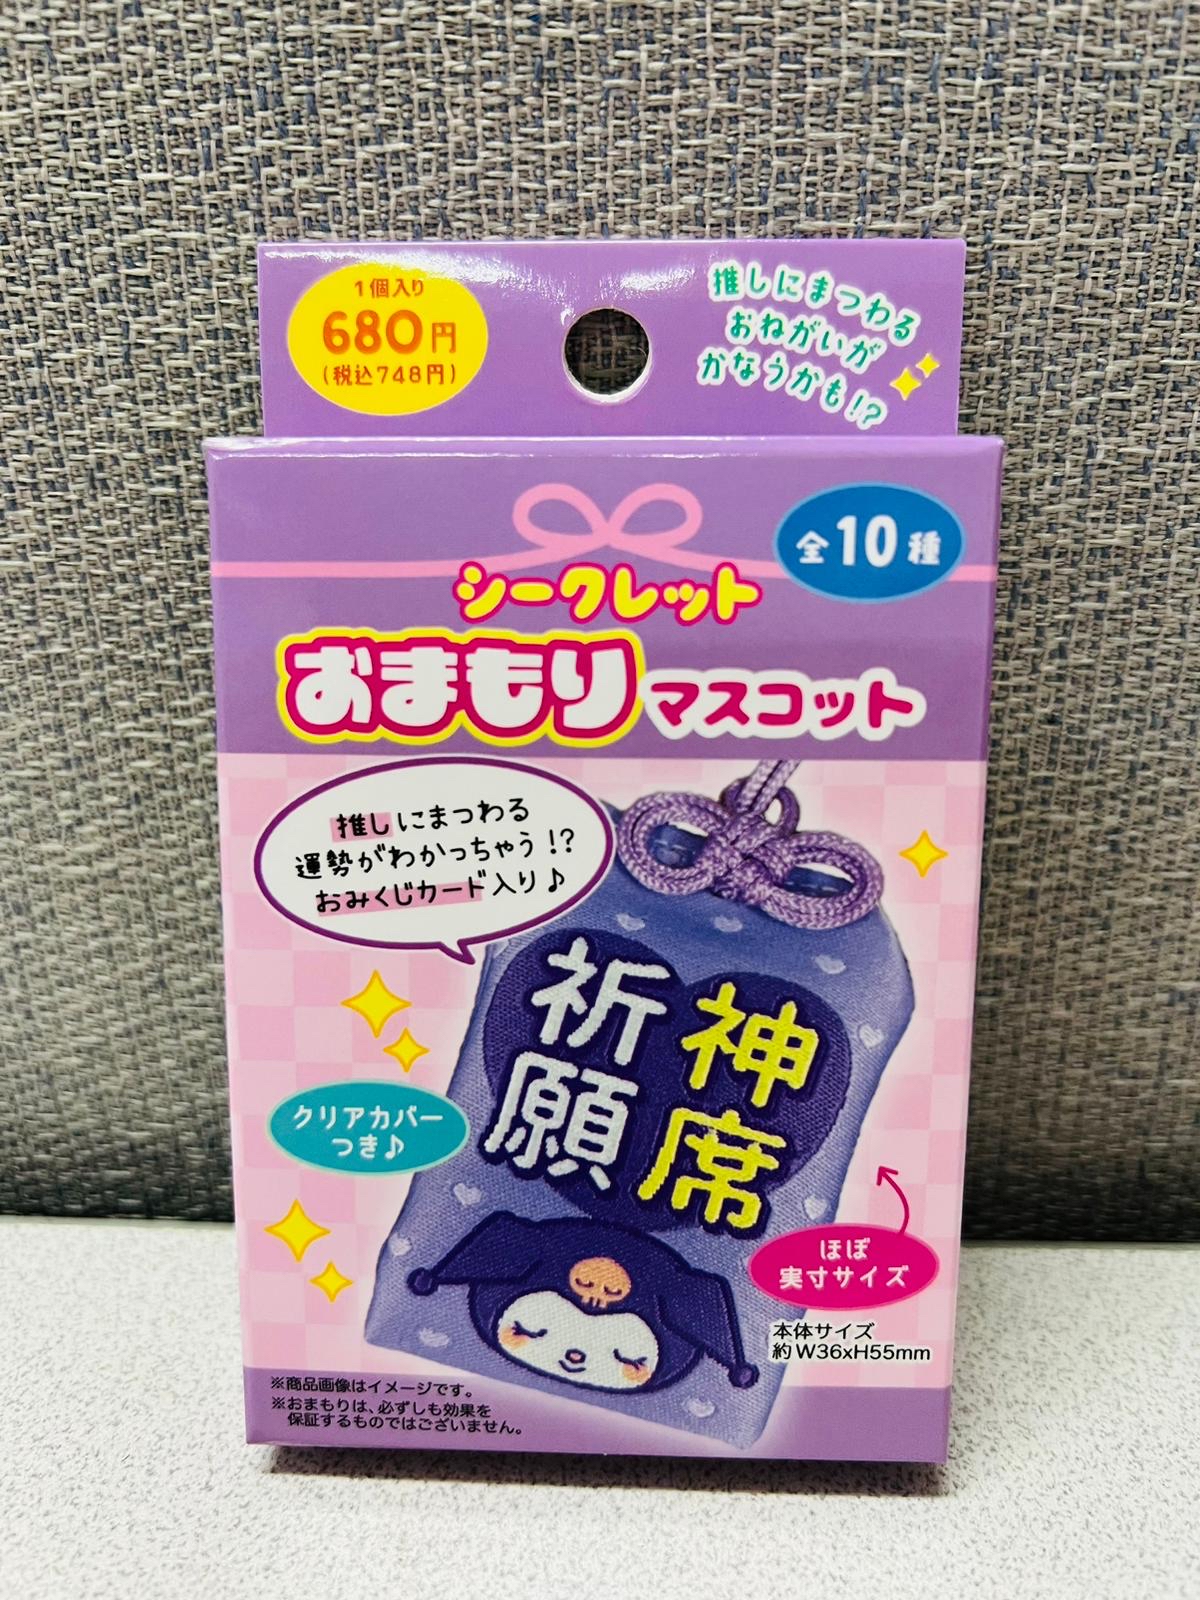 1個入り
680円
(税込748円)
推しにまつわる
おねがいが
かなうかも!?
全10種
シークレット
おまもりマスコット
推しにまつわる
運勢がわかっちゃう!?
おみくじカード入り♪
神席
祈願
クリアカバー
つき♪
ほぼ
実寸サイズ
本体サイズ
約W36xH55mm
※商品画像はイメージです。
※おまもりは、必ずしも効果を
保証するものではございません。